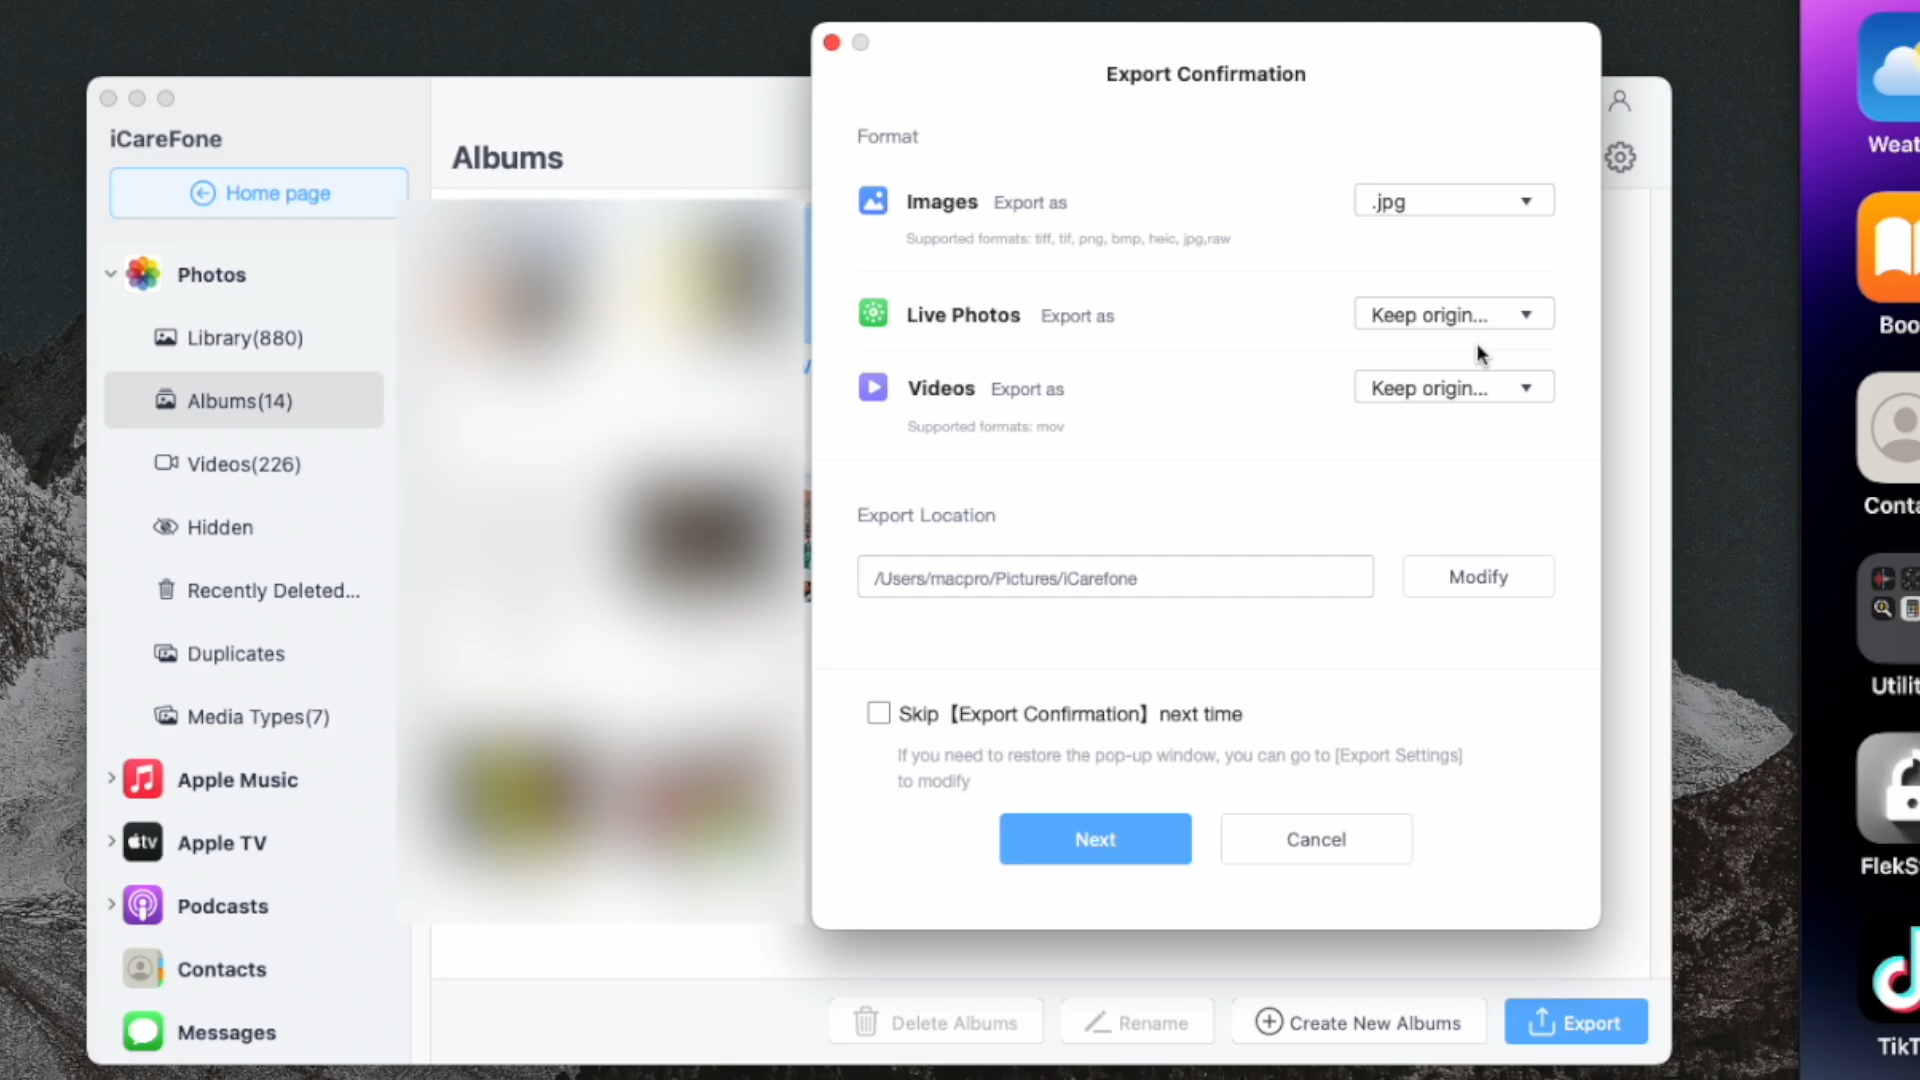 iCareFone
Home page
Photos
Library(880)
Albums(14)
Videos(226)
Hidden
Recently Deleted...
Duplicates
Media Types(7)
Apple Music
Apple TV
Podcasts
Contacts
Messages
Albums
Export Confirmation
Format
Images Export as .jpg
Supported formats: tiff, tif, png, bmp, heic, jpg,raw
Live Photos Export as Keep origin...
Videos Export as Keep origin...
Supported formats: mov
Export Location
/Users/macpro/Pictures/iCarefone Modify
Skip【Export Confirmation】next time
If you need to restore the pop-up window, you can go to [Export Settings]
to modify
Next Cancel
Delete Albums Rename Create New Albums Export
Weat
Boo
Conta
Utilit
FlekS
TikT